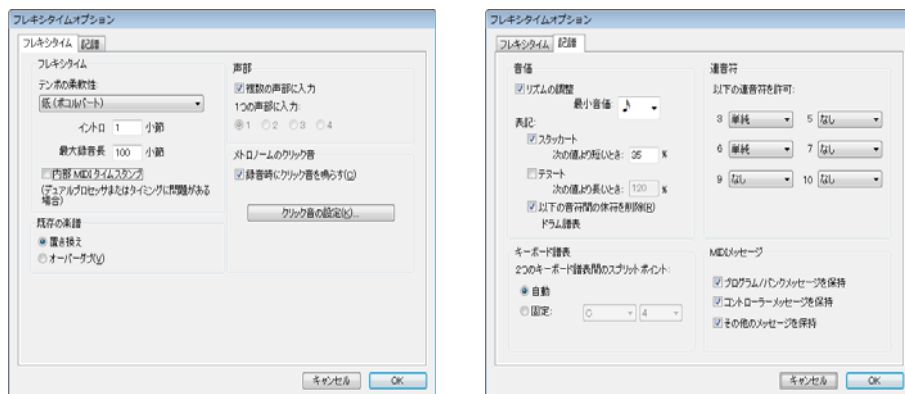 フレキシタイムオプション
フレキシタイム 記譜
フレキシタイム
テンポの柔軟性:
低 (ポコルバート)
イントロ 1 小節
最大録音長 100 小節
内部 MIDI タイムスタンプ
(デュアルプロセッサまたはタイミングに問題がある
場合)
既存の楽譜
置き換え
オーバーダブ(V)
声部
複数の声部に入力
1つの声部に入力:
1 2 3 4
メトロノームのクリック音
録音時にクリック音を鳴らす(C)
クリック音の設定(K)...
キャンセル OK
フレキシタイムオプション
フレキシタイム 記譜
音価
リズムの調整
最小音価:
表記:
スタッカート
次の値より短いとき: 35 %
テヌート
次の値より長いとき: 120 %
以下の音符間の休符を削除(R)
ドラム譜表
連音符
以下の連音符を許可:
3 単純 5 なし
6 単純 7 なし
9 なし 10 なし
キーボード譜表
2つのキーボード譜表間のスプリットポイント:
自動
固定: C 4
MIDIメッセージ
プログラム/バンクメッセージを保持
コントローラーメッセージを保持
その他のメッセージを保持
キャンセル OK